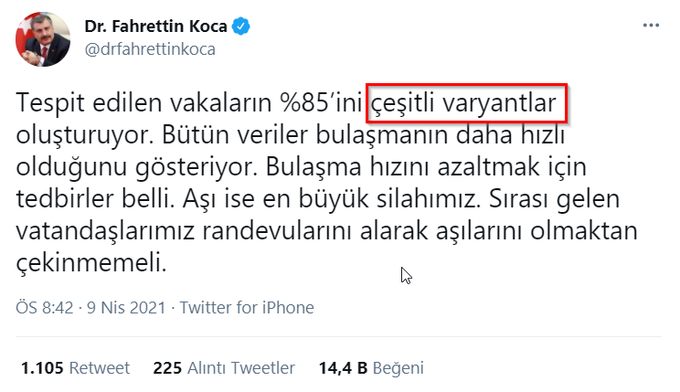 Dr. Fahrettin Koca
@drfahrettinkoca
Tespit edilen vakaların %85'ini çeşitli varyantlar
oluşturuyor. Bütün veriler bulaşmanın daha hızlı
olduğunu gösteriyor. Bulaşma hızını azaltmak için
tedbirler belli. Aşı ise en büyük silahımız. Sırası gelen
vatandaşlarımız randevularını alarak aşılarını olmaktan
çekinmemeli.
ÖS 8:42 · 9 Nis 2021 · Twitter for iPhone
1.105 Retweet 225 Alıntı Tweetler 14,4 B Beğeni